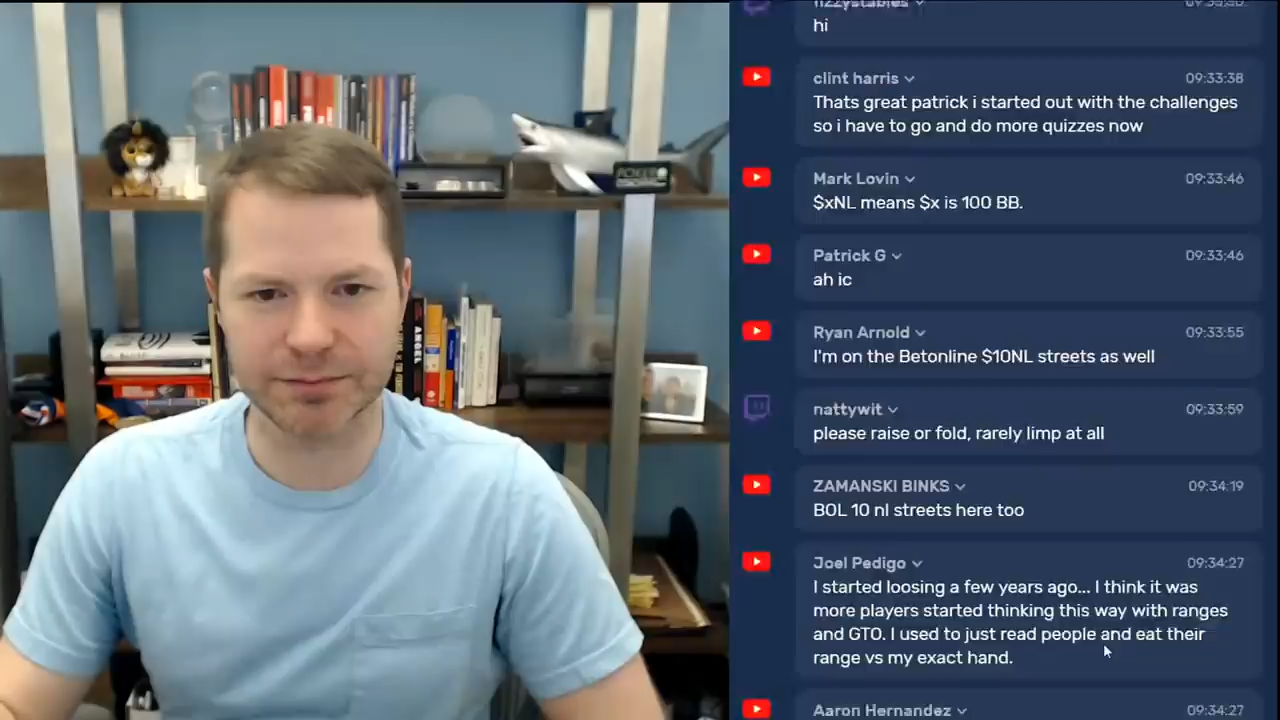 fizzystables
09:33:30
hi
clint harris
09:33:38
Thats great patrick i started out with the challenges
so i have to go and do more quizzes now
Mark Lovin
09:33:46
$xNL means $x is 100 BB.
Patrick G
09:33:46
ah ic
Ryan Arnold
09:33:55
I'm on the Betonline $10NL streets as well
nattywit
09:33:59
please raise or fold, rarely limp at all
ZAMANSKI BINKS
09:34:19
BOL 10 nl streets here too
Joel Pedigo
09:34:27
I started loosing a few years ago... I think it was
more players started thinking this way with ranges
and GTO. I used to just read people and eat their
range vs my exact hand.
Aaron Hernandez
09:34:27
POKER
ANGEL